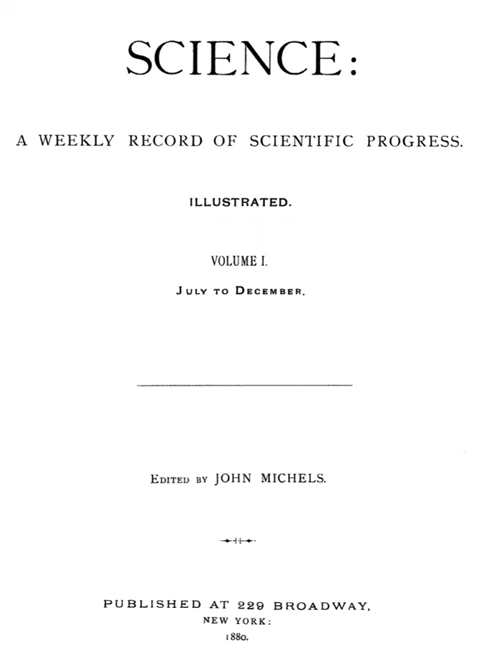 SCIENCE:
A WEEKLY RECORD OF SCIENTIFIC PROGRESS.
ILLUSTRATED.
VOLUME I.
JULY TO DECEMBER.
EDITED BY JOHN MICHELS.
PUBLISHED AT 229 BROADWAY,
NEW YORK:
1880.